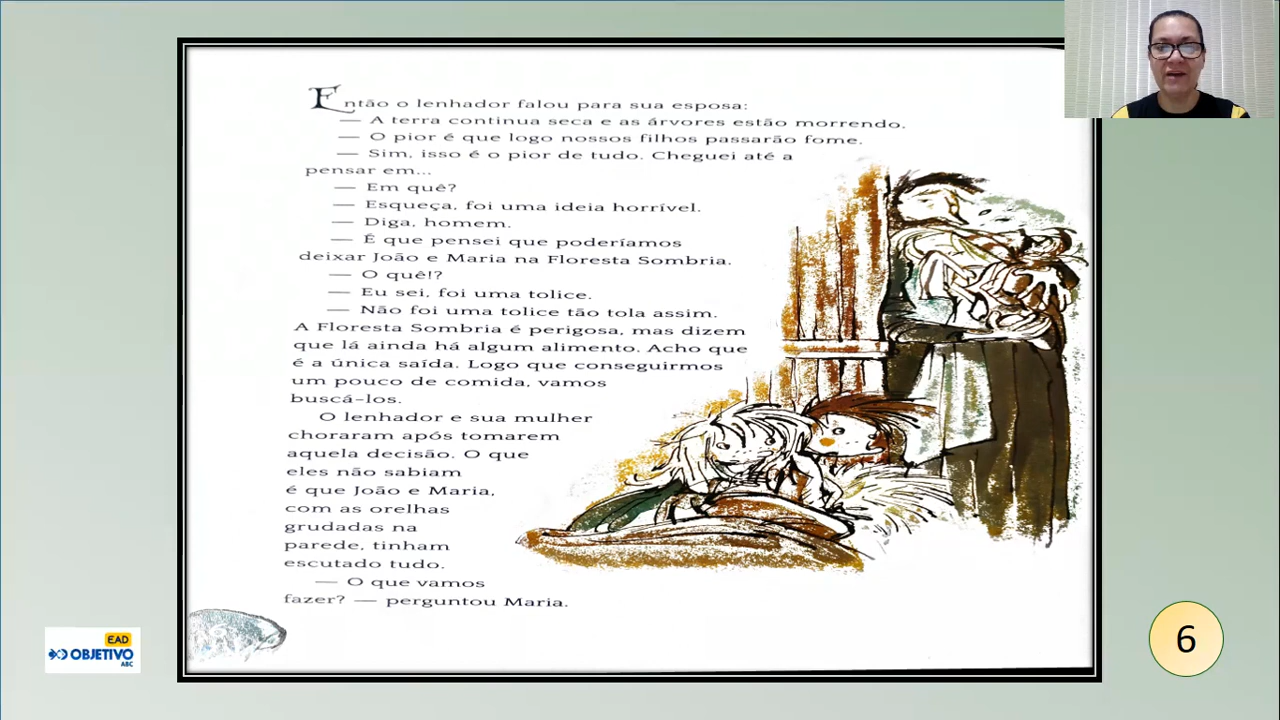 Então o lenhador falou para sua esposa:
— A terra continua seca e as árvores estão morrendo.
— O pior é que logo nossos filhos passarão fome.
— Sim, isso é o pior de tudo. Cheguei até a
pensar em...
— Em quê?
— Esqueça, foi uma ideia horrível.
— Diga, homem.
— É que pensei que poderíamos
deixar João e Maria na Floresta Sombria.
— O quê!?
— Eu sei, foi uma tolice.
— Não foi uma tolice tão tola assim.
A Floresta Sombria é perigosa, mas dizem
que lá ainda há algum alimento. Acho que
é a única saída. Logo que conseguirmos
um pouco de comida, vamos
buscá-los.
O lenhador e sua mulher
choraram após tomarem
aquela decisão. O que
eles não sabiam
é que João e Maria,
com as orelhas
grudadas na
parede, tinham
escutado tudo.
— O que vamos
fazer? — perguntou Maria.
EAD
OBJETIVO
ABC
6